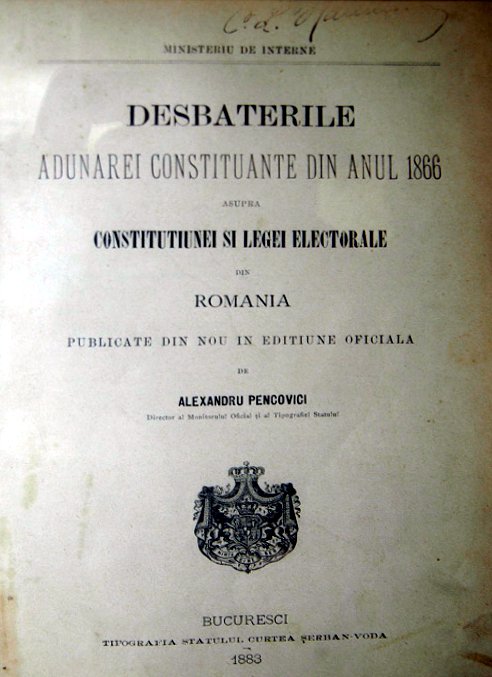 MINISTERIU DE INTERNE
DESBATERILE
ADUNAREI CONSTITUANTE DIN ANUL 1866
ASUPRA
CONSTITUTIUNEI SI LEGEI ELECTORALE
DIN
ROMANIA
PUBLICATE DIN NOU IN EDITIUNE OFICIALA
DE
ALEXANDRU PENCOVICI
Director al Monitorului Oficial și al Tipografiei Statului
BUCURESCI
TIPOGRAFIA STATULUI, CURTEA ȘERBAN-VODA
1883